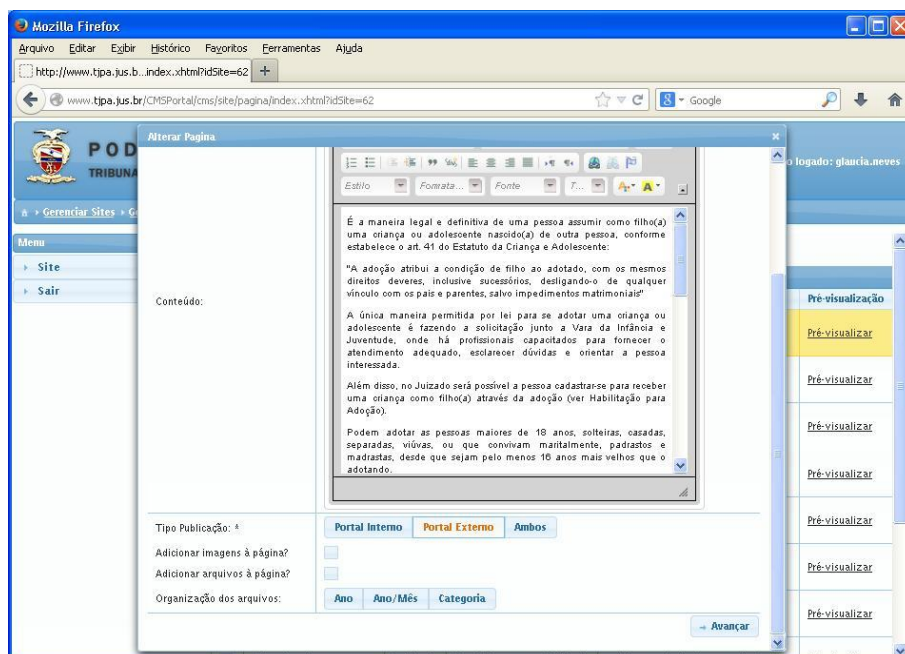 Mozilla Firefox
Arquivo Editar Exibir Histórico Favoritos Ferramentas Ajuda
http://www.tjpa.jus.b...index.xhtml?idSite=62 +
www.tjpa.jus.br/CMSPortal/cms/site/pagina/index.xhtml?idSite=62
Google
POD
TRIBUNA
Alterar Pagina
o logado: glaucia.neves
Gerenciar Sites
Menu
Site
Sair
Estilo Formata... Fonte T...
Conteúdo:
É a maneira legal e definitiva de uma pessoa assumir como filho(a)
uma criança ou adolescente nascido(a) de outra pessoa, conforme
estabelece o art. 41 do Estatuto da Criança e Adolescente:
"A adoção atribui a condição de filho ao adotado, com os mesmos
direitos deveres, inclusive sucessórios, desligando-o de qualquer
vínculo com os pais e parentes, salvo impedimentos matrimoniais"
A única maneira permitida por lei para se adotar uma criança ou
adolescente é fazendo a solicitação junto a Vara da Infância e
Juventude, onde há profissionais capacitados para fornecer o
atendimento adequado, esclarecer dúvidas e orientar a pessoa
interessada.
Além disso, no Juizado será possível a pessoa cadastrar-se para receber
uma criança como filho(a) através da adoção (ver Habilitação para
Adoção).
Podem adotar as pessoas maiores de 18 anos, solteiras, casadas,
separadas, viúvas, ou que convivam maritalmente, padrastos e
madrastas, desde que sejam pelo menos 16 anos mais velhos que o
adotando.
Pré-visualização
Pré-visualizar
Pré-visualizar
Pré-visualizar
Pré-visualizar
Pré-visualizar
Pré-visualizar
Pré-visualizar
Tipo Publicação: * Portal Interno Portal Externo Ambos
Adicionar imagens à página?
Adicionar arquivos à página?
Organização dos arquivos: Ano Ano/Mês Categoria
Avançar